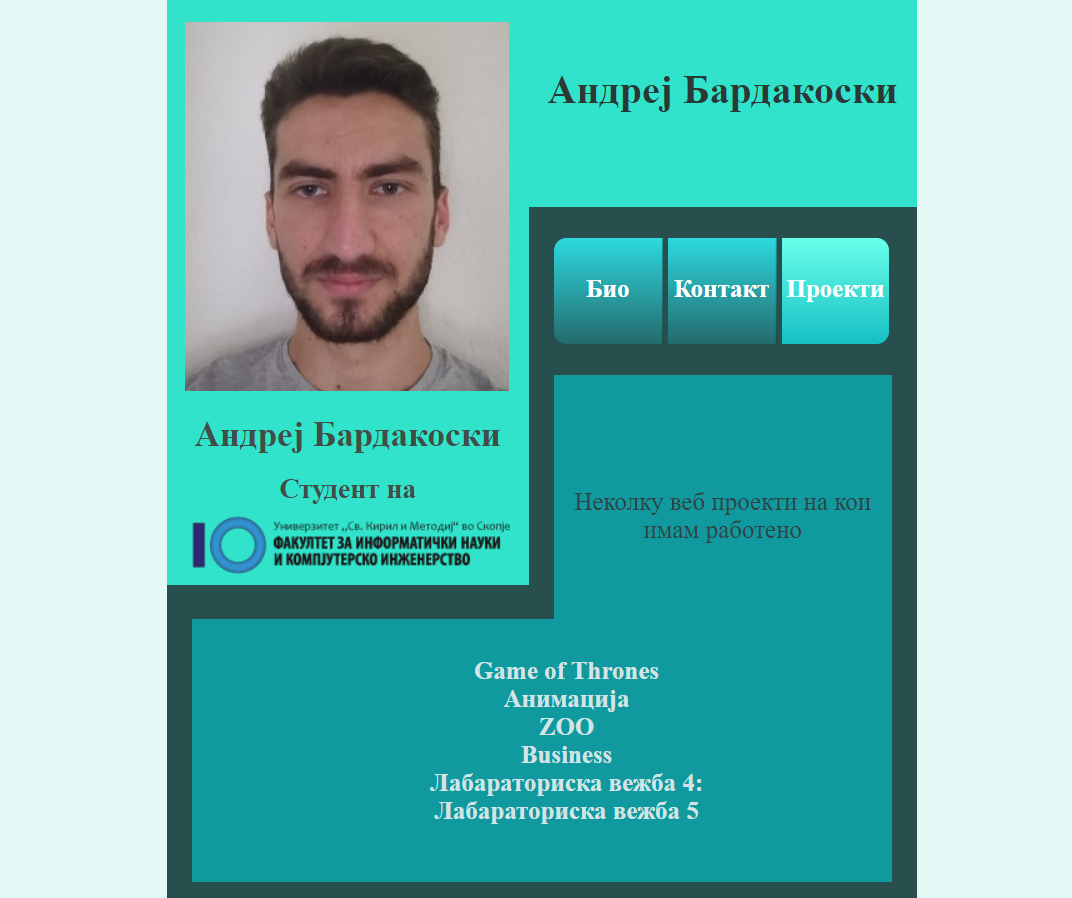 Андреј Бардакоски
Био
Контакт
Проекти
Андреј Бардакоски
Студент на
Универзитет ,,Св. Кирил и Методиј“ во Скопје
ФАКУЛТЕТ ЗА ИНФОРМАТИЧКИ НАУКИ
И КОМПЈУТЕРСКО ИНЖЕНЕРСТВО
Неколку веб проекти на кои
имам работено
Game of Thrones
Анимација
ZOO
Business
Лабараториска вежба 4:
Лабараториска вежба 5